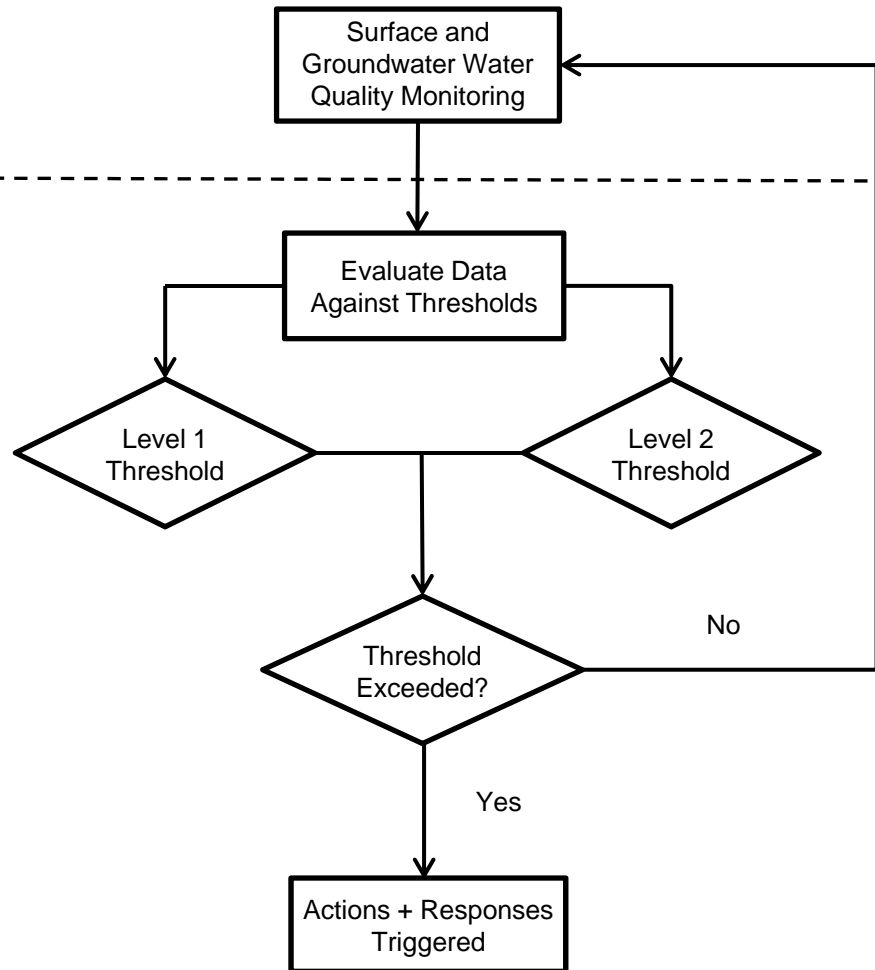 Surface and
Groundwater Water
Quality Monitoring
Evaluate Data
Against Thresholds
Level 1
Threshold
Level 2
Threshold
Threshold
Exceeded?
No
Yes
Actions + Responses
Triggered